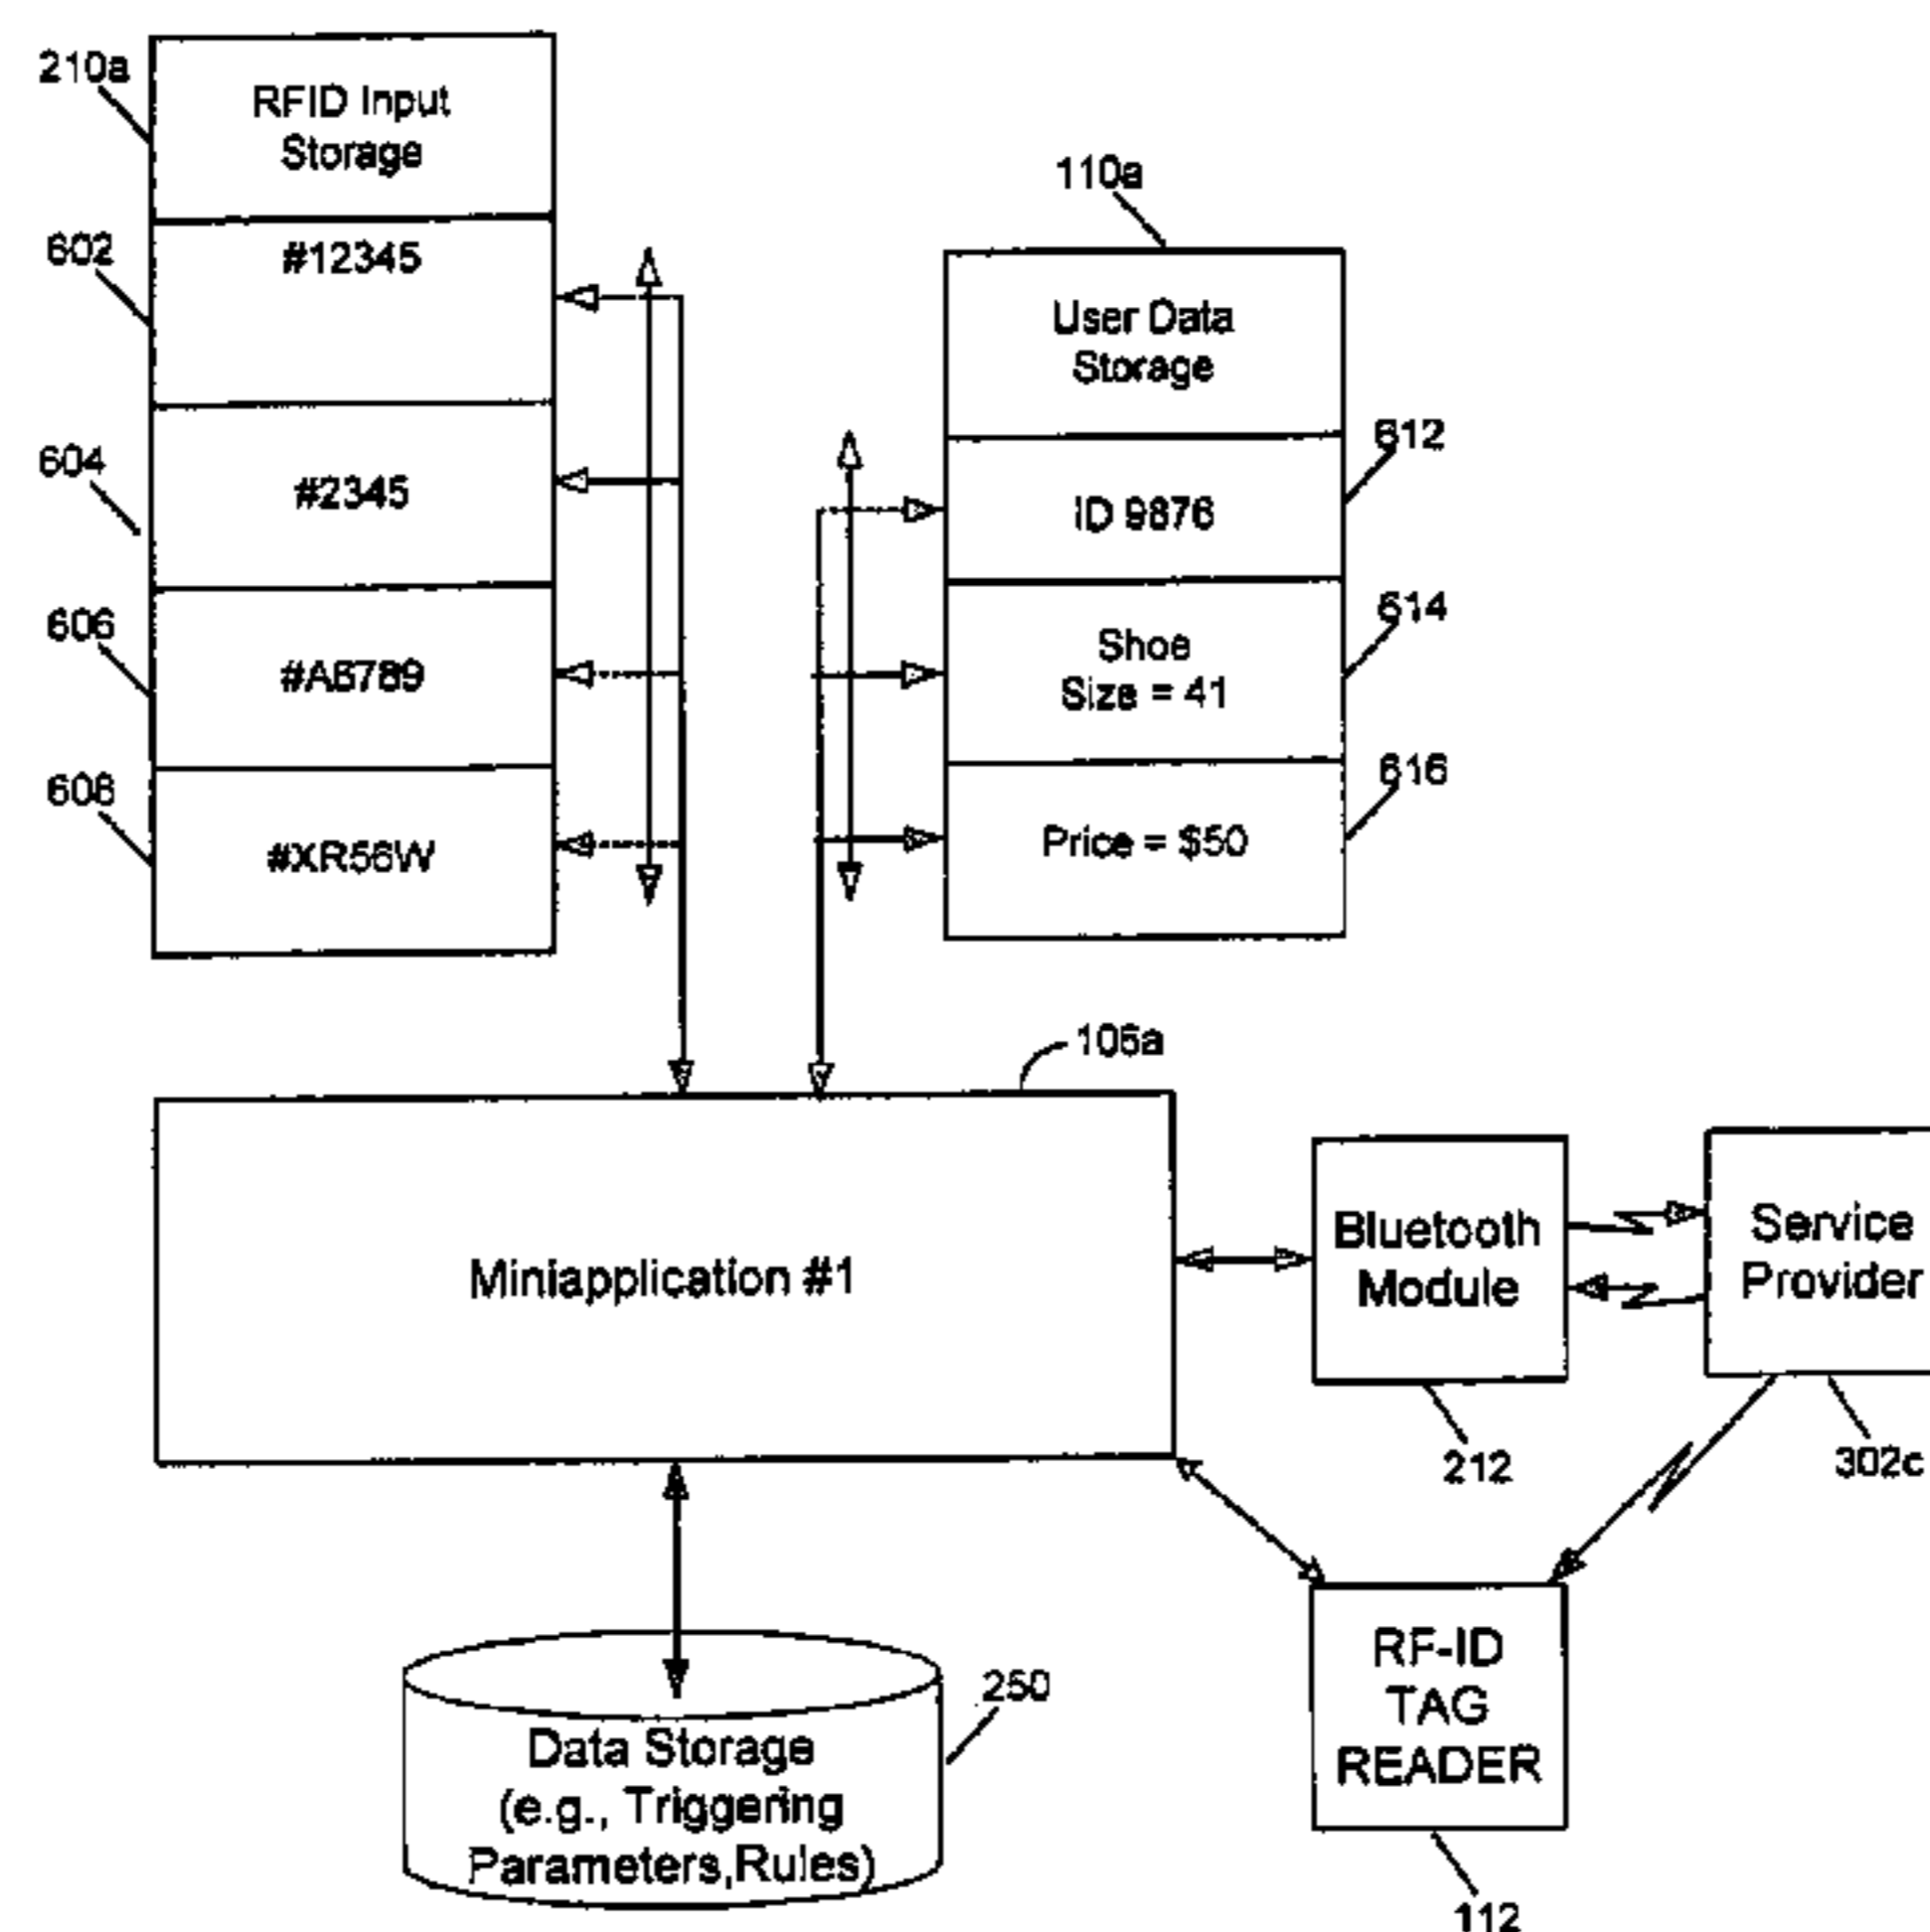 210a
RFID Input
Storage
602
#12345
604
#2345
606
#A6789
608
#XR56W
110a
User Data
Storage
612
ID 9876
614
Shoe
Size = 41
616
Price = $50
106a
Miniapplication #1
Bluetooth
Module
212
Service
Provider
302c
250
Data Storage
(e.g., Triggering
Parameters,Rules)
RF-ID
TAG
READER
112